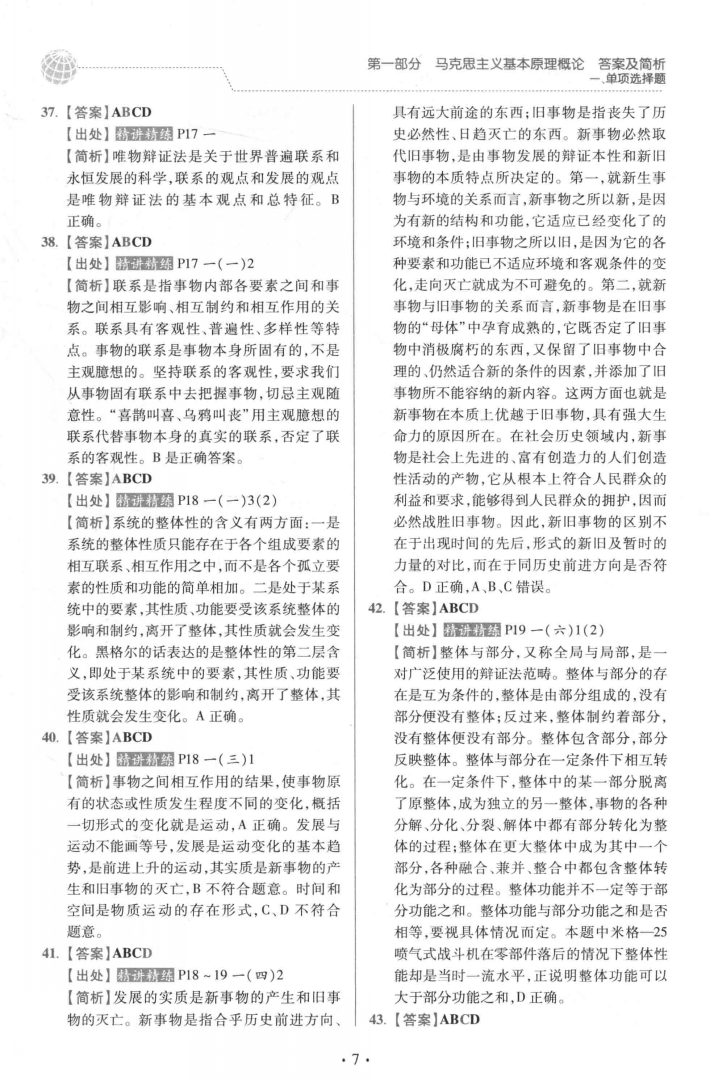 第一部分 马克思主义基本原理概论 答案及简析
一、单项选择题
37.【答案】ABCD
【出处】精讲精练 P17 一
【简析】唯物辩证法是关于世界普遍联系和
永恒发展的科学,联系的观点和发展的观点
是唯物辩证法的基本观点和总特征。B
正确。
38.【答案】ABCD
【出处】精讲精练 P17 一(一)2
【简析】联系是指事物内部各要素之间和事
物之间相互影响、相互制约和相互作用的关
系。联系具有客观性、普遍性、多样性等特
点。事物的联系是事物本身所固有的,不是
主观臆想的。坚持联系的客观性,要求我们
从事物固有联系中去把握事物,切忌主观随
意性。“喜鹊叫喜、乌鸦叫丧”用主观臆想的
联系代替事物本身的真实的联系,否定了联
系的客观性。B 是正确答案。
39.【答案】ABCD
【出处】精讲精练 P18 一(一)3(2)
【简析】系统的整体性的含义有两方面:一是
系统的整体性质只能存在于各个组成要素的
相互联系、相互作用之中,而不是各个孤立要
素的性质和功能的简单相加。二是处于某系
统中的要素,其性质、功能要受该系统整体的
影响和制约,离开了整体,其性质就会发生变
化。黑格尔的话表达的是整体性的第二层含
义,即处于某系统中的要素,其性质、功能要
受该系统整体的影响和制约,离开了整体,其
性质就会发生变化。A 正确。
40.【答案】ABCD
【出处】精讲精练 P18 一(三)1
【简析】事物之间相互作用的结果,使事物原
有的状态或性质发生程度不同的变化,概括
一切形式的变化就是运动,A 正确。发展与
运动不能画等号,发展是运动变化的基本趋
势,是前进上升的运动,其实质是新事物的产
生和旧事物的灭亡,B 不符合题意。时间和
空间是物质运动的存在形式,C、D 不符合
题意。
41.【答案】ABCD
【出处】精讲精练 P18~19 一(四)2
【简析】发展的实质是新事物的产生和旧事
物的灭亡。新事物是指合乎历史前进方向、
具有远大前途的东西;旧事物是指丧失了历
史必然性、日趋灭亡的东西。新事物必然取
代旧事物,是由事物发展的辩证本性和新旧
事物的本质特点所决定的。第一,就新生事
物与环境的关系而言,新事物之所以新,是因
为有新的结构和功能,它适应已经变化了的
环境和条件;旧事物之所以旧,是因为它的各
种要素和功能已不适应环境和客观条件的变
化,走向灭亡就成为不可避免的。第二,就新
事物与旧事物的关系而言,新事物是在旧事
物的“母体”中孕育成熟的,它既否定了旧事
物中消极腐朽的东西,又保留了旧事物中合
理的、仍然适合新的条件的因素,并添加了旧
事物所不能容纳的新内容。这两方面也就是
新事物在本质上优越于旧事物,具有强大生
命力的原因所在。在社会历史领域内,新事
物是社会上先进的、富有创造力的人们创造
性活动的产物,它从根本上符合人民群众的
利益和要求,能够得到人民群众的拥护,因而
必然战胜旧事物。因此,新旧事物的区别不
在于出现时间的先后,形式的新旧及暂时的
力量的对比,而在于同历史前进方向是否符
合。D 正确,A、B、C 错误。
42.【答案】ABCD
【出处】精讲精练 P19 一(六)1(2)
【简析】整体与部分,又称全局与局部,是一
对广泛使用的辩证法范畴。整体与部分的存
在是互为条件的,整体是由部分组成的,没有
部分便没有整体;反过来,整体制约着部分,
没有整体便没有部分。整体包含部分,部分
反映整体。整体与部分在一定条件下相互转
化。在一定条件下,整体中的某一部分脱离
了原整体,成为独立的另一整体,事物的各种
分解、分化、分裂、解体中都有部分转化为整
体的过程;整体在更大整体中成为其中一个
部分,各种融合、兼并、整合中都包含整体转
化为部分的过程。整体功能并不一定等于部
分功能之和。整体功能与部分功能之和是否
相等,要视具体情况而定。本题中米格—25
喷气式战斗机在零部件落后的情况下整体性
能却是当时一流水平,正说明整体功能可以
大于部分功能之和,D 正确。
43.【答案】ABCD
·7·